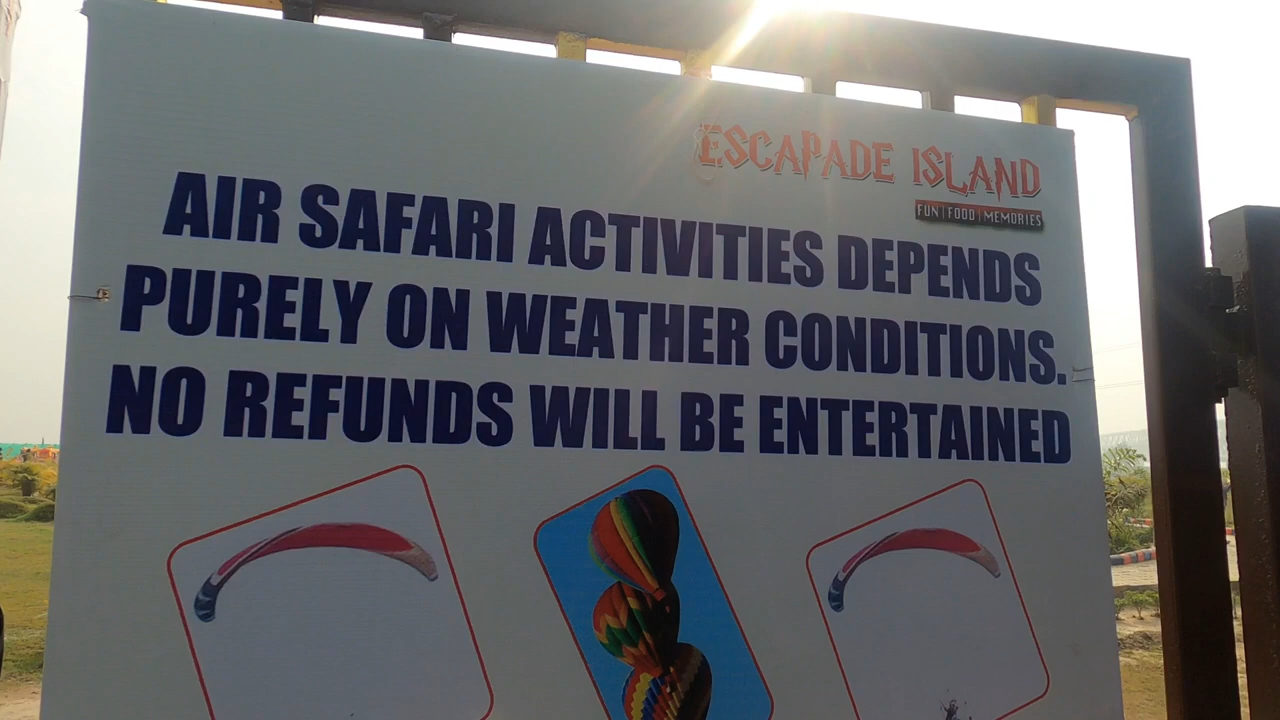 ESCAPADE ISLAND
FUN | FOOD | MEMORIES
AIR SAFARI ACTIVITIES DEPENDS
PURELY ON WEATHER CONDITIONS.
NO REFUNDS WILL BE ENTERTAINED